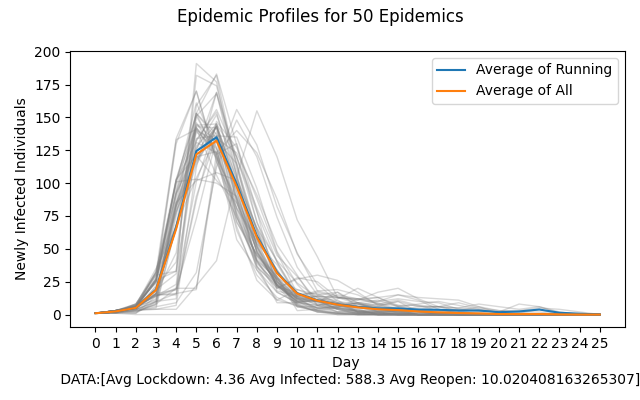 Epidemic Profiles for 50 Epidemics
200
175
150
125
100
75
50
25
0
Newly Infected Individuals
Average of Running
Average of All
0 1 2 3 4 5 6 7 8 9 10 11 12 13 14 15 16 17 18 19 20 21 22 23 24 25
Day
DATA:[Avg Lockdown: 4.36 Avg Infected: 588.3 Avg Reopen: 10.020408163265307]